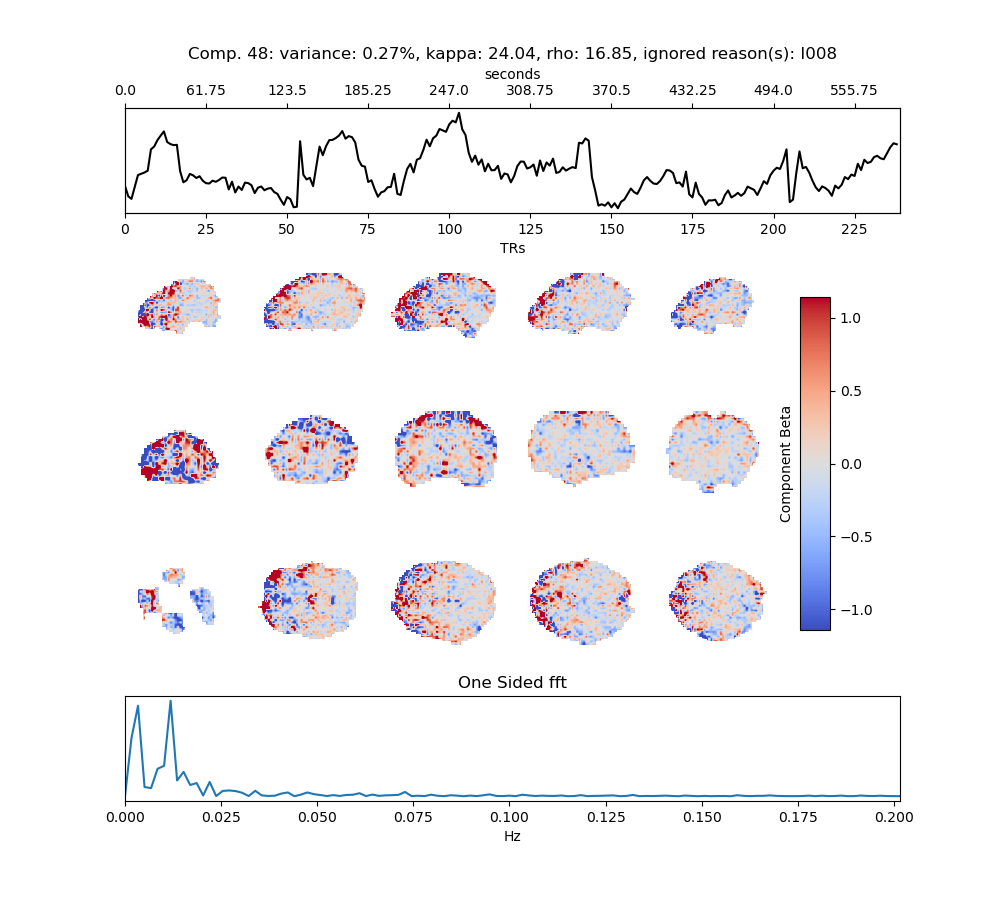 Comp. 48: variance: 0.27%, kappa: 24.04, rho: 16.85, ignored reason(s): I008
seconds
0.0 61.75 123.5 185.25 247.0 308.75 370.5 432.25 494.0 555.75
0 25 50 75 100 125 150 175 200 225
TRs
1.0
0.5
0.0
−0.5
−1.0
Component Beta
One Sided fft
0.000 0.025 0.050 0.075 0.100 0.125 0.150 0.175 0.200
Hz